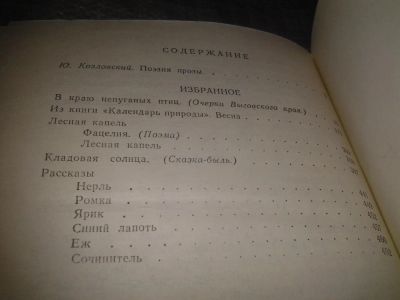 СОДЕРЖАНИЕ
Ю. Козловский. Поэзия прозы
ИЗБРАННОЕ
В краю непуганых птиц. (Очерки Выговского края.)
Из книги «Календарь природы». Весна
Лесная капель
Фацелия. (Поэма)
Лесная капель
Кладовая солнца. (Сказка-быль.)
Рассказы
Нерль
Ромка
Ярик
Синий лапоть
Еж
Сочинитель